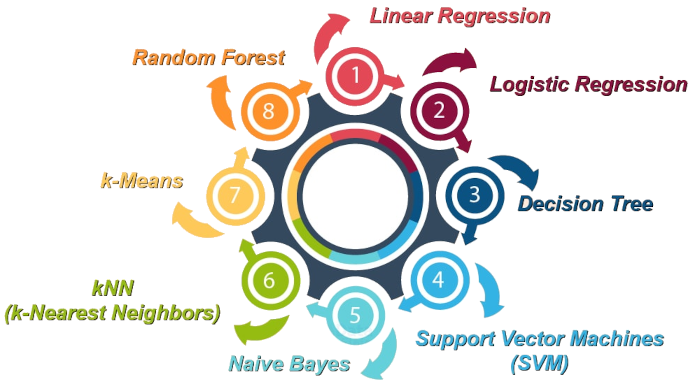 Linear Regression
1
Random Forest
8
2
Logistic Regression
k-Means
7
3
Decision Tree
kNN
(k-Nearest Neighbors)
6
4
Support Vector Machines
(SVM)
5
Naive Bayes